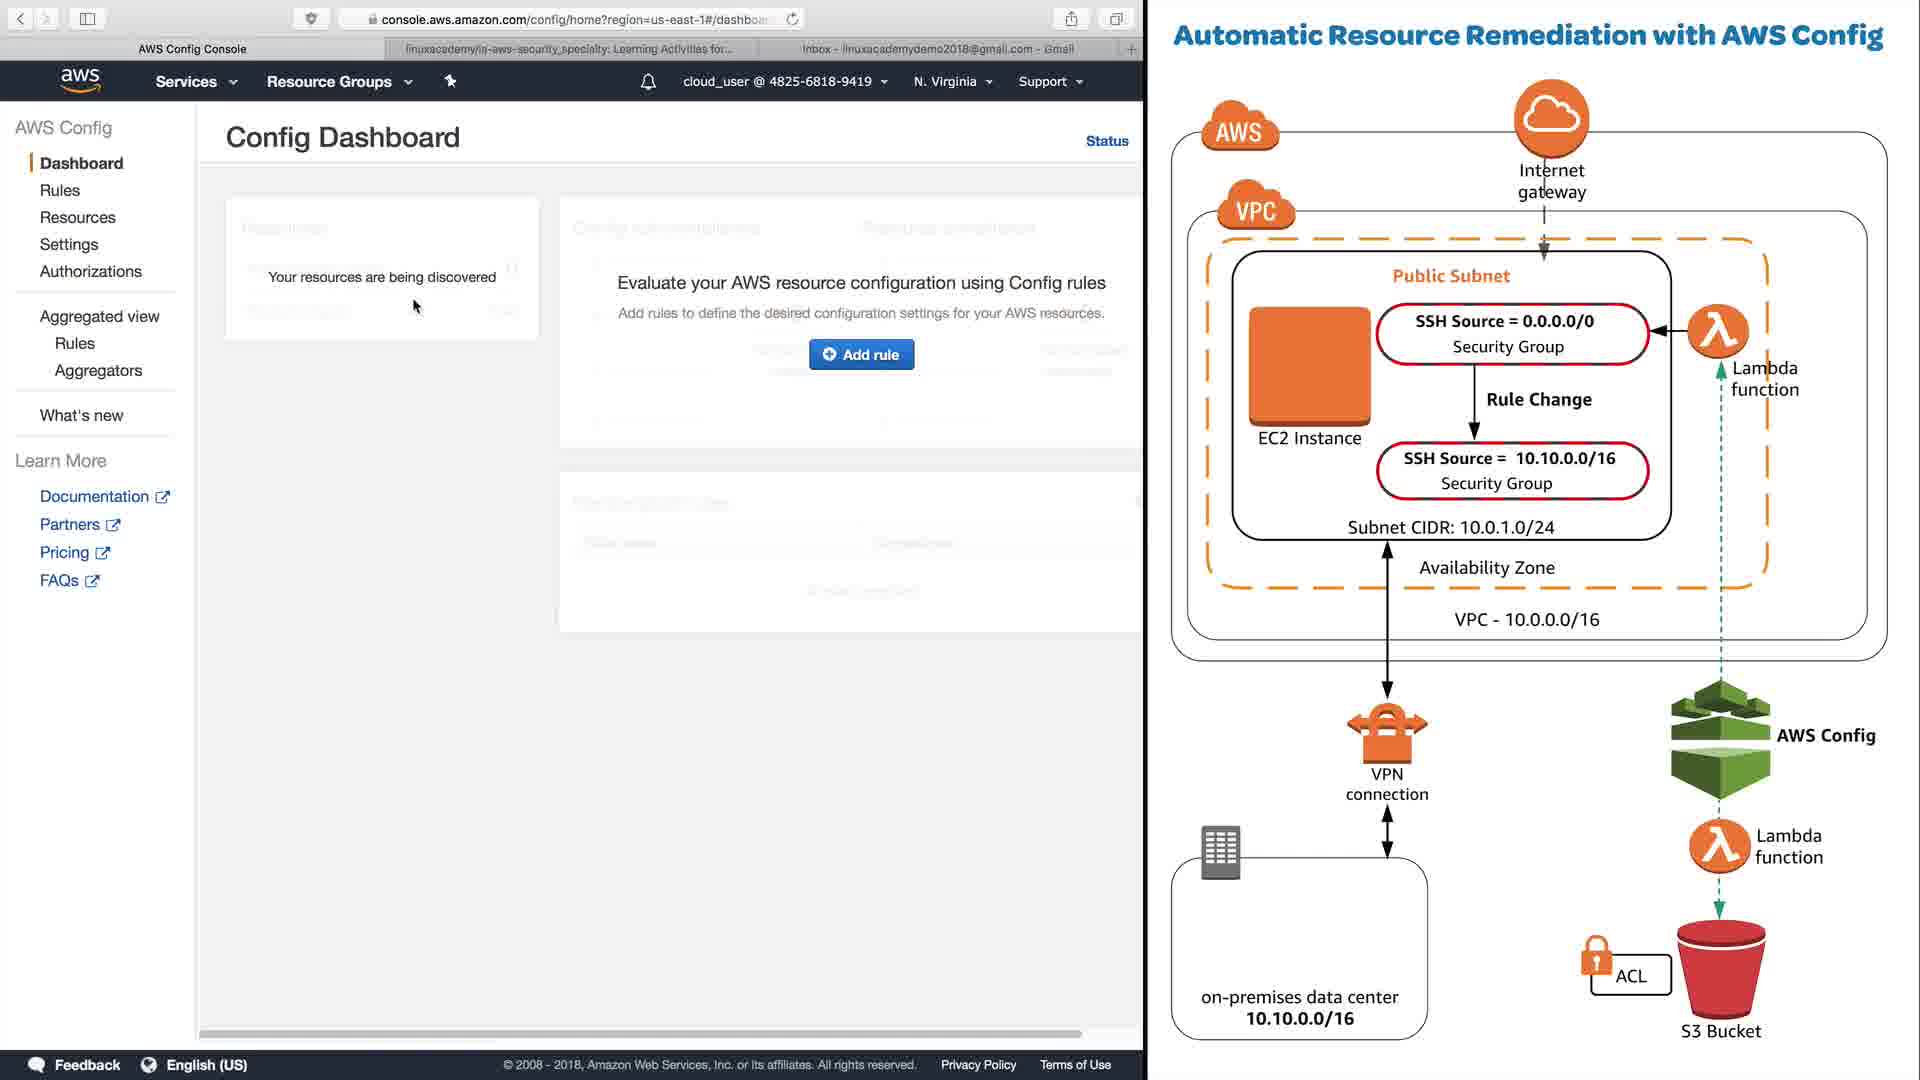 console.aws.amazon.com/config/home?region=us-east-1#/dashboa
AWS Config Console
linuxacademy/la-aws-security_specialty: Learning Activities for...
Inbox - linuxacademydemo2018@gmail.com - Gmail
aws
Services
Resource Groups
cloud_user @ 4825-6818-9419
N. Virginia
Support
AWS Config
Dashboard
Rules
Resources
Settings
Authorizations
Aggregated view
Rules
Aggregators
What's new
Learn More
Documentation
Partners
Pricing
FAQs
Config Dashboard
Status
Your resources are being discovered
Evaluate your AWS resource configuration using Config rules
Add rules to define the desired configuration settings for your AWS resources.
Add rule
Feedback
English (US)
© 2008 - 2018, Amazon Web Services, Inc. or its affiliates. All rights reserved.
Privacy Policy
Terms of Use
Automatic Resource Remediation with AWS Config
AWS
Internet
gateway
VPC
Public Subnet
SSH Source = 0.0.0.0/0
Security Group
Lambda
function
Rule Change
EC2 Instance
SSH Source = 10.10.0.0/16
Security Group
Subnet CIDR: 10.0.1.0/24
Availability Zone
VPC - 10.0.0.0/16
AWS Config
VPN
connection
Lambda
function
on-premises data center
10.10.0.0/16
ACL
S3 Bucket